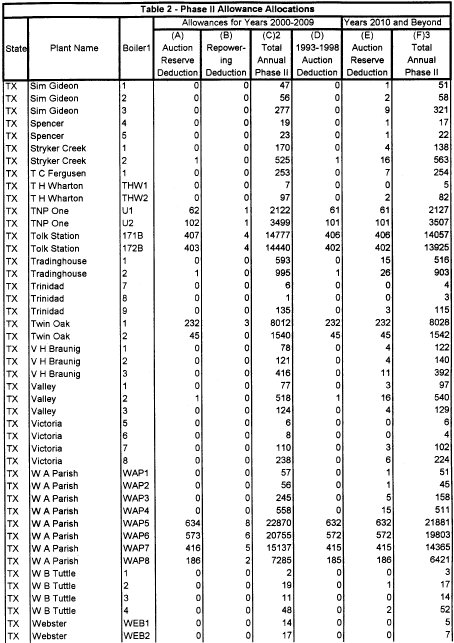 Table 2 - Phase II Allowance Allocations
Allowances for Years 2000-2009 Years 2010 and Beyond
(A) (B) (C)2 (D) (E) (F)3
State Plant Name Boiler1 Auction Repower- Total 1993-1998 Auction Total
Reserve ing Annual Auction Reserve Annual
Deduction Deduction Phase II Deduction Deduction Phase II
TX Sim Gideon 1 0 0 47 0 1 51
TX Sim Gideon 2 0 0 56 0 2 58
TX Sim Gideon 3 0 0 277 0 9 321
TX Spencer 4 0 0 19 0 1 17
TX Spencer 5 0 0 23 0 1 22
TX Stryker Creek 1 0 0 170 0 4 138
TX Stryker Creek 2 1 0 525 1 16 563
TX T C Fergusen 1 0 0 253 0 7 254
TX T H Wharton THW1 0 0 7 0 0 5
TX T H Wharton THW2 0 0 97 0 2 82
TX TNP One U1 62 1 2122 61 61 2127
TX TNP One U2 102 1 3499 101 101 3507
TX Tolk Station 171B 407 4 14777 406 406 14057
TX Tolk Station 172B 403 4 14440 402 402 13925
TX Tradinghouse 1 0 0 593 0 15 516
TX Tradinghouse 2 1 0 995 1 26 903
TX Trinidad 7 0 0 6 0 0 4
TX Trinidad 8 0 0 1 0 0 3
TX Trinidad 9 0 0 135 0 3 115
TX Twin Oak 1 232 3 8012 232 232 8028
TX Twin Oak 2 45 0 1540 45 45 1542
TX V H Braunig 1 0 0 78 0 4 122
TX V H Braunig 2 0 0 121 0 4 140
TX V H Braunig 3 0 0 416 0 11 392
TX Valley 1 0 0 77 0 3 97
TX Valley 2 1 0 518 1 16 540
TX Valley 3 0 0 124 0 4 129
TX Victoria 5 0 0 6 0 0 6
TX Victoria 6 0 0 8 0 0 4
TX Victoria 7 0 0 110 0 3 102
TX Victoria 8 0 0 238 0 6 224
TX W A Parish WAP1 0 0 57 0 1 51
TX W A Parish WAP2 0 0 56 0 1 45
TX W A Parish WAP3 0 0 245 0 5 158
TX W A Parish WAP4 0 0 558 0 15 511
TX W A Parish WAP5 634 8 22870 632 632 21881
TX W A Parish WAP6 573 6 20755 572 572 19803
TX W A Parish WAP7 416 5 15137 415 415 14365
TX W A Parish WAP8 186 2 7285 185 186 6421
TX W B Tuttle 1 0 0 2 0 0 3
TX W B Tuttle 2 0 0 19 0 1 17
TX W B Tuttle 3 0 0 11 0 0 14
TX W B Tuttle 4 0 0 48 0 2 52
TX Webster WEB1 0 0 14 0 0 5
TX Webster WEB2 0 0 17 0 0 7